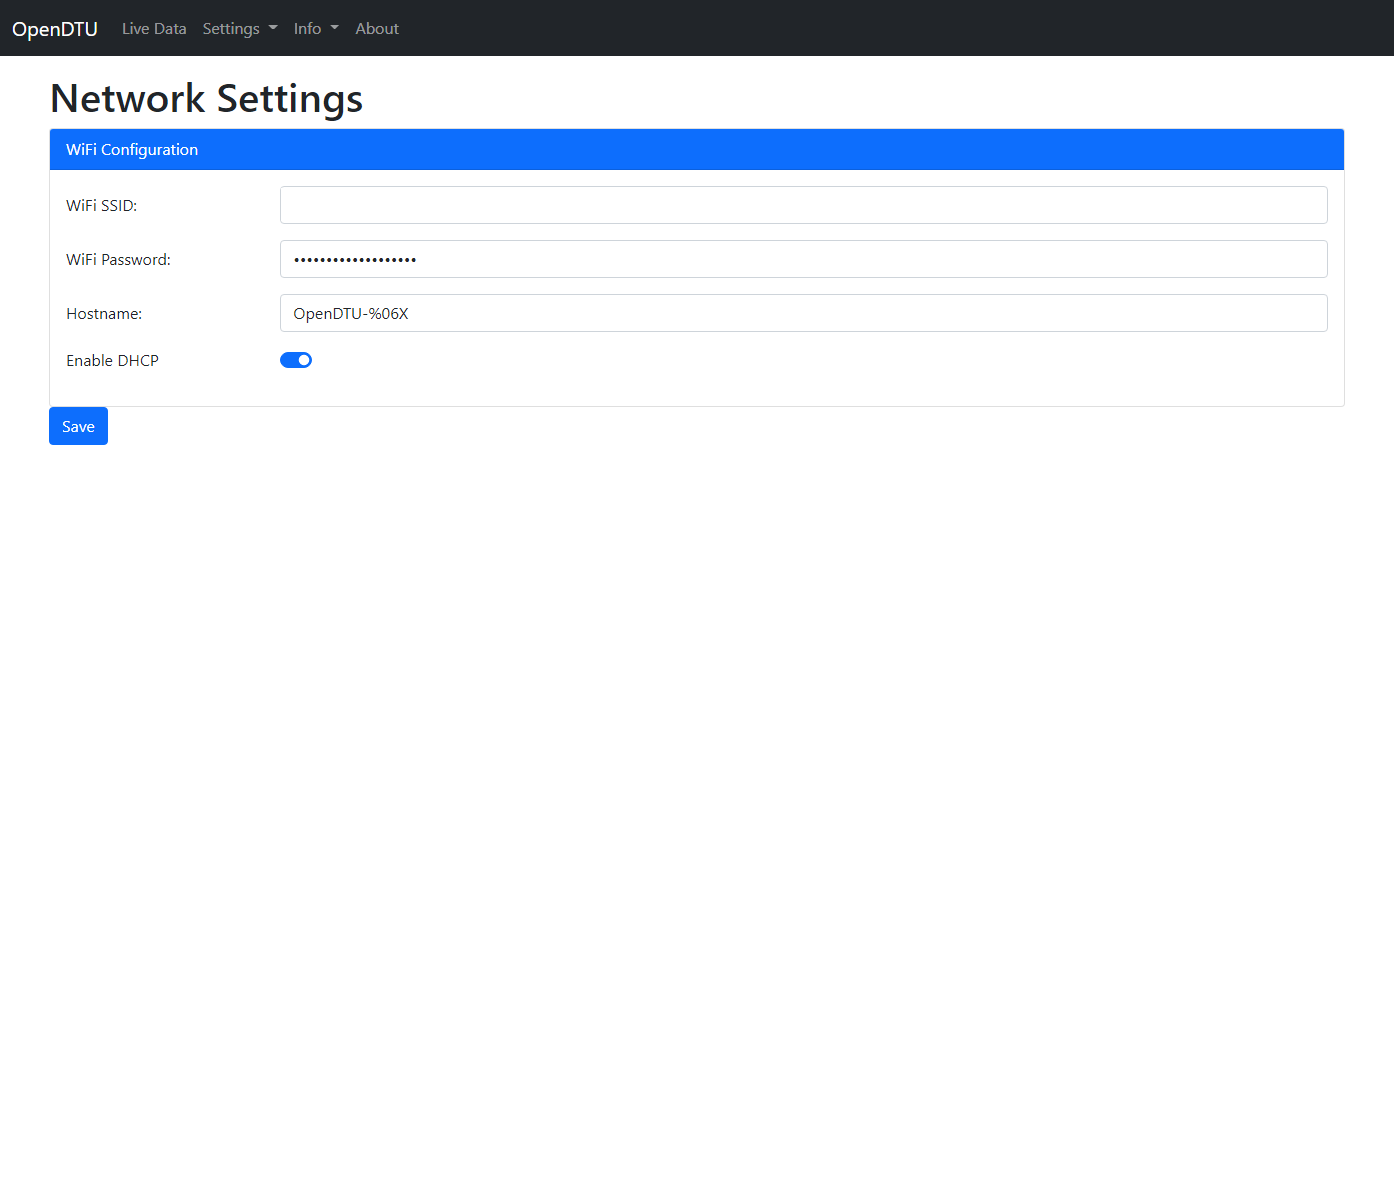 OpenDTU Live Data Settings Info About
Network Settings
WiFi Configuration
WiFi SSID:
WiFi Password: •••••••••••••••••••
Hostname: OpenDTU-%06X
Enable DHCP
Save